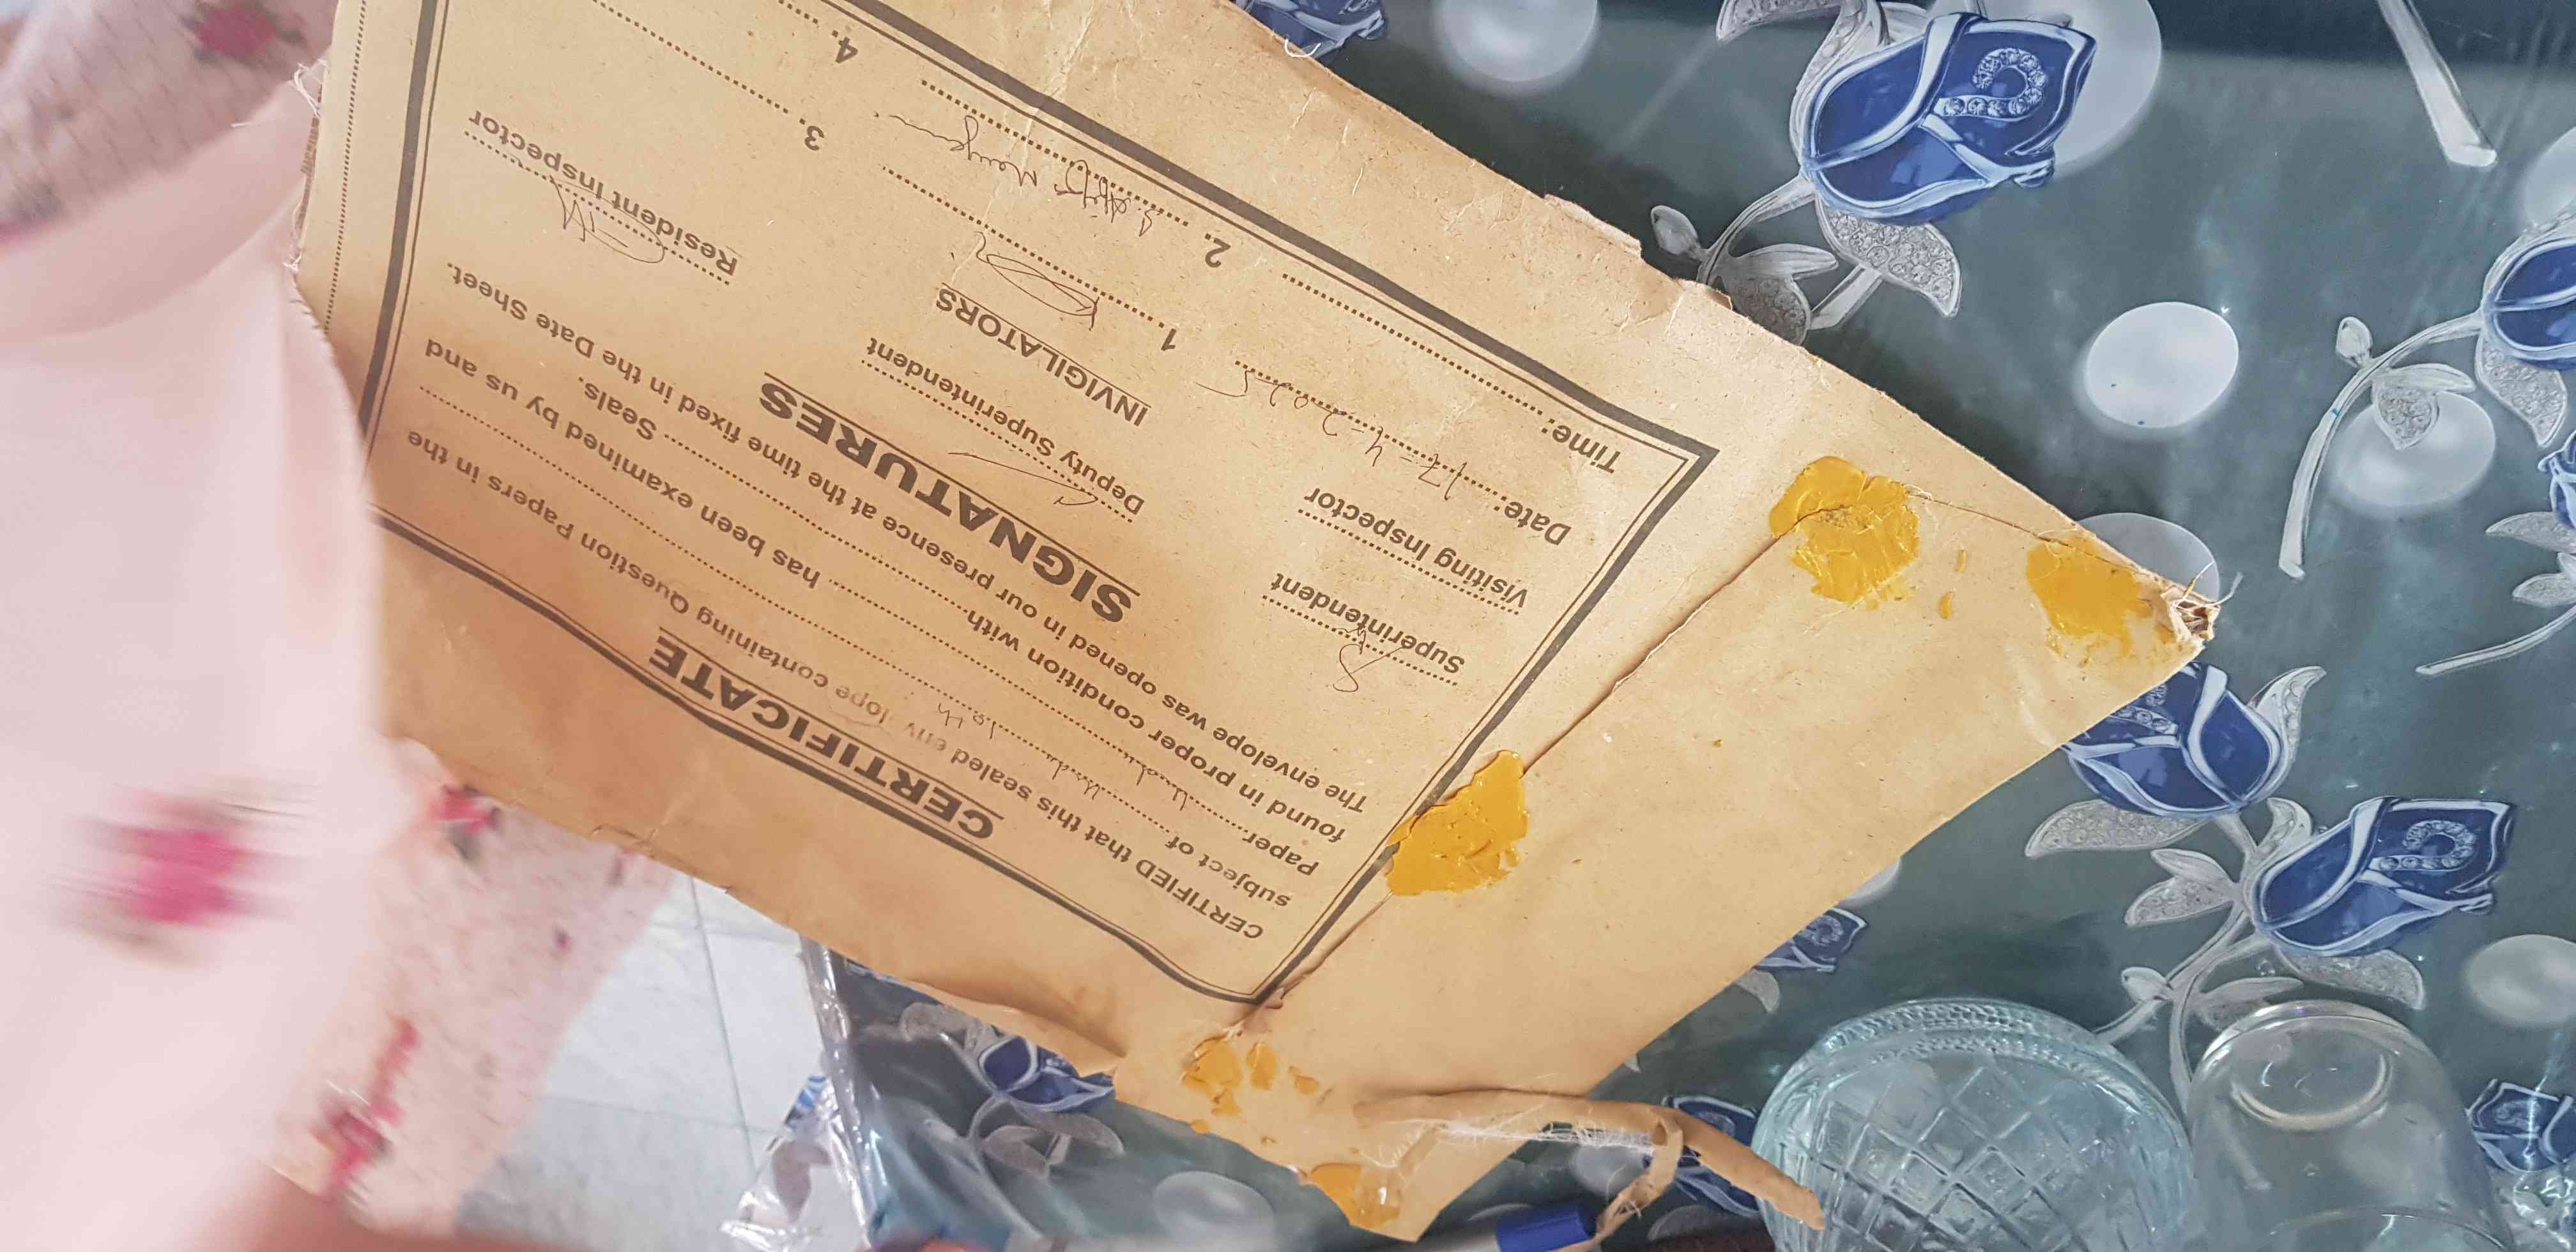 CERTIFICATE
CERTIFIED that this sealed envelope containing Question Papers in the
subject of
Paper has been examined by us and
found in proper condition with Seals.
The envelope was opened in our presence at the time fixed in the Date Sheet.
SIGNATURES
Superintendent
Deputy Superintendent
Resident Inspector
Visiting Inspector
INVIGILATORS
Date: 17-4-2025
1.
3.
Time:
2.
4.